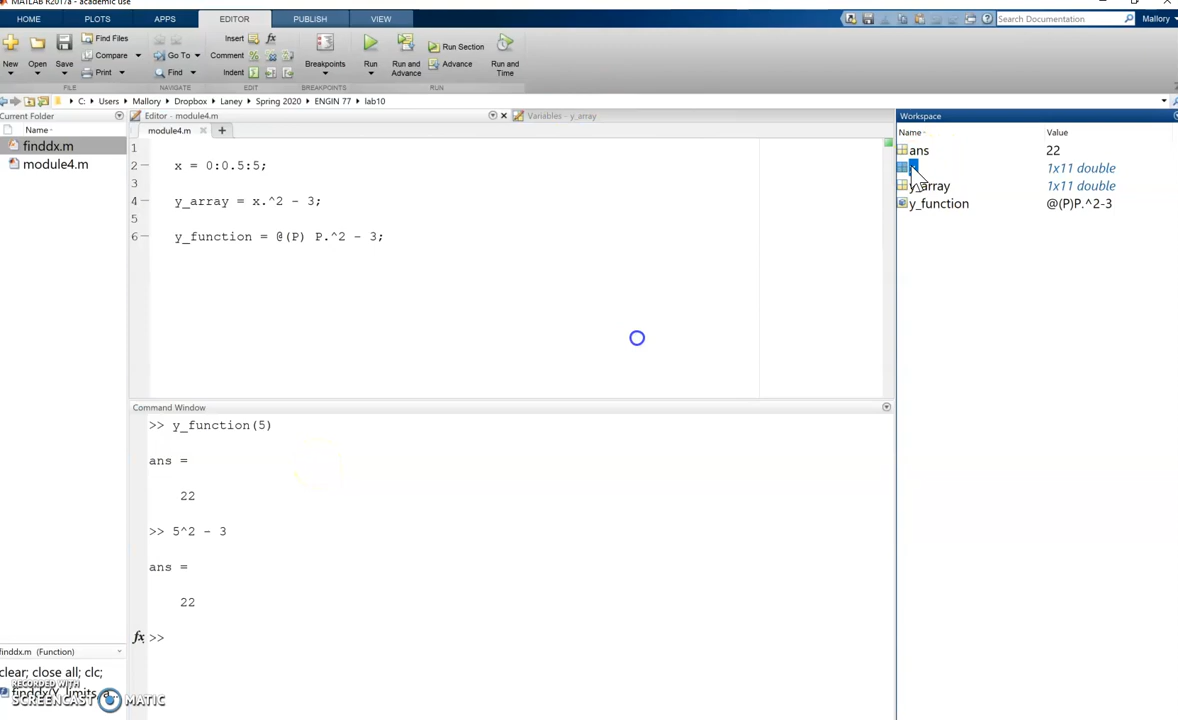 MATLAB R2017a - academic use
HOME PLOTS APPS EDITOR PUBLISH VIEW Search Documentation Mallory
New Open Save Find Files Compare Print Go To Find Insert fx Comment Indent Breakpoints Run Run and Advance Run Section Advance Run and Time
FILE NAVIGATE EDIT BREAKPOINTS RUN
C: Users Mallory Dropbox Laney Spring 2020 ENGIN 77 lab10
Current Folder
Name
finddx.m
module4.m
Editor - module4.m Variables - y_array
module4.m
1
2 x = 0:0.5:5;
3
4 y_array = x.^2 - 3;
5
6 y_function = @(P) P.^2 - 3;
Workspace
Name Value
ans 22
1x11 double
y_array 1x11 double
y_function @(P)P.^2-3
Command Window
>> y_function(5)
ans =
22
>> 5^2 - 3
ans =
22
fx >>
finddx.m (Function)
clear; close all; clc;
RECORDED WITH
SCREENCAST MATIC